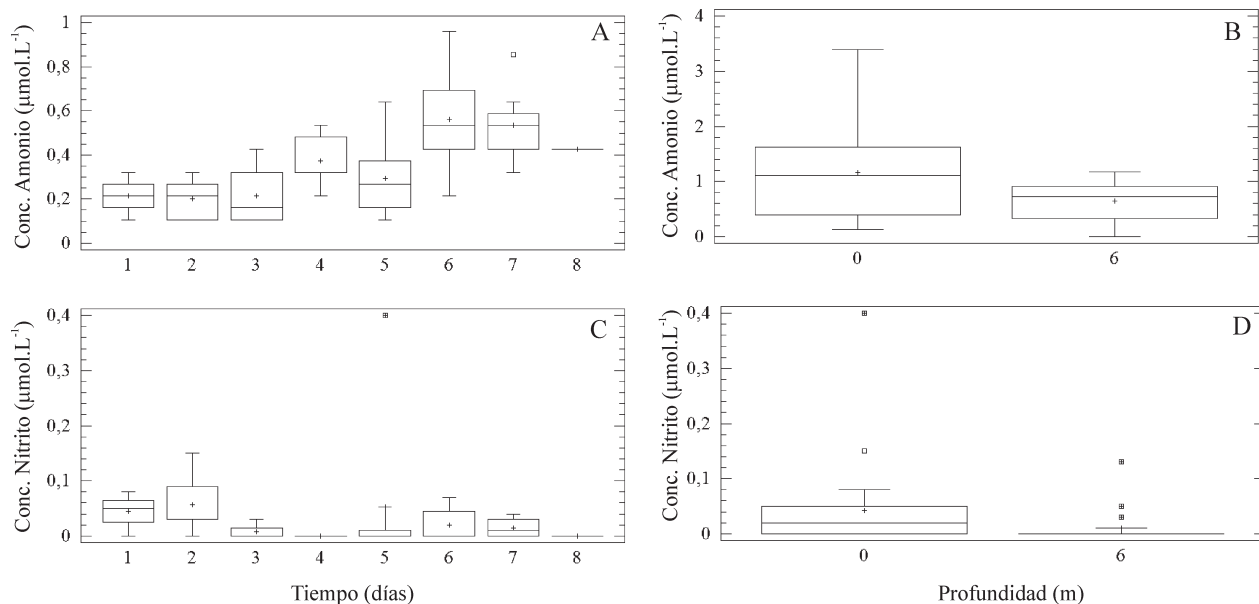 A
Conc. Amonio (µmol.L⁻¹)
1
0,8
0,6
0,4
0,2
0
1 2 3 4 5 6 7 8
B
Conc. Amonio (µmol.L⁻¹)
4
3
2
1
0
0 6
C
Conc. Nitrito (µmol.L⁻¹)
0,4
0,3
0,2
0,1
0
1 2 3 4 5 6 7 8
Tiempo (días)
D
Conc. Nitrito (µmol.L⁻¹)
0,4
0,3
0,2
0,1
0
0 6
Profundidad (m)